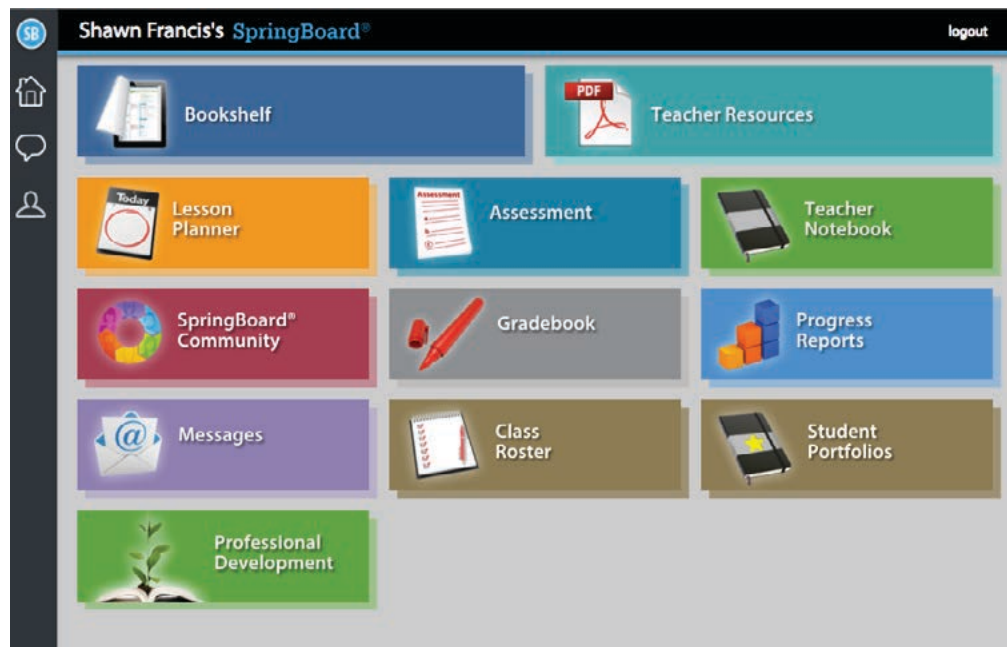 SB
Shawn Francis's SpringBoard®
logout
Bookshelf
PDF
Teacher Resources
Today
Lesson
Planner
Assessment
Assessment
Teacher
Notebook
SpringBoard®
Community
Gradebook
Progress
Reports
@
Messages
Class
Roster
Student
Portfolios
Professional
Development